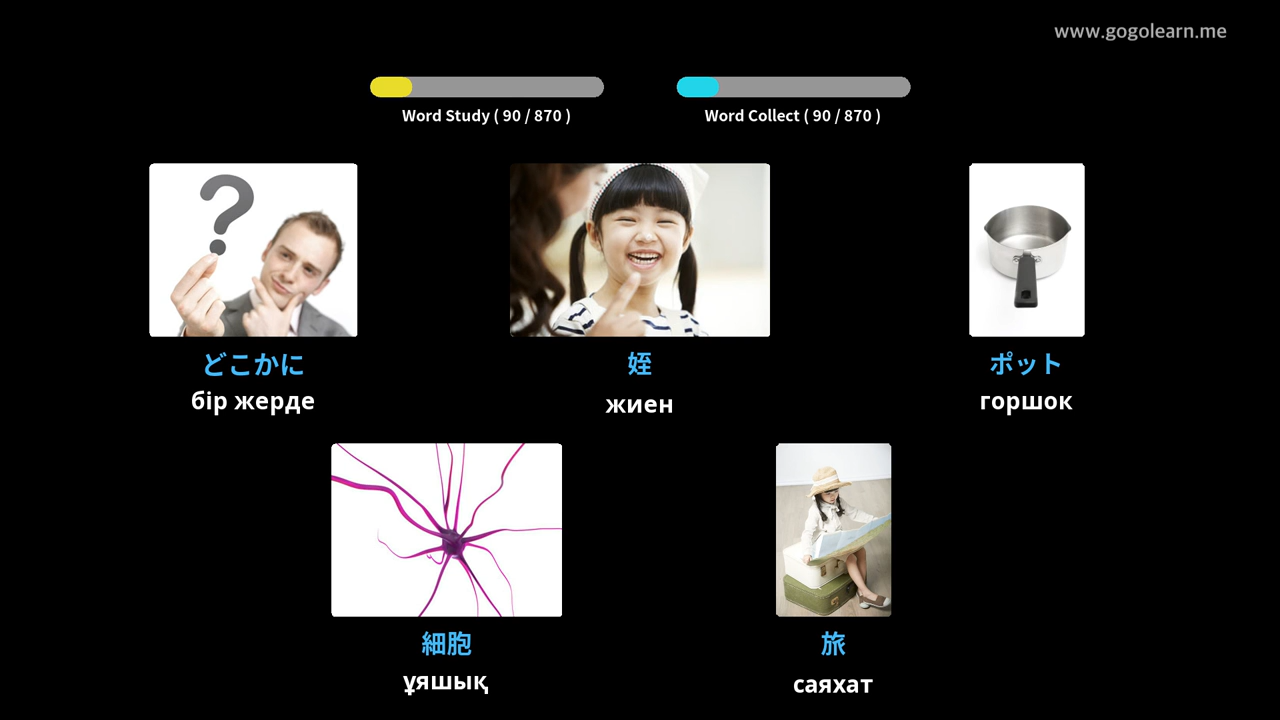 www.gogolearn.me
Word Study ( 90 / 870 )
Word Collect ( 90 / 870 )
どこかに
бір жерде
姪
жиен
ポット
горшок
細胞
ұяшық
旅
саяхат